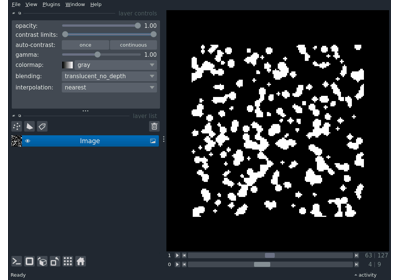 File View Plugins Window Help
layer controls
opacity: 1.00
contrast limits:
auto-contrast: once continuous
gamma: 1.00
colormap: gray
blending: translucent_no_depth
interpolation: nearest
layer list
Image
1 63 127
0 4 9
Ready activity